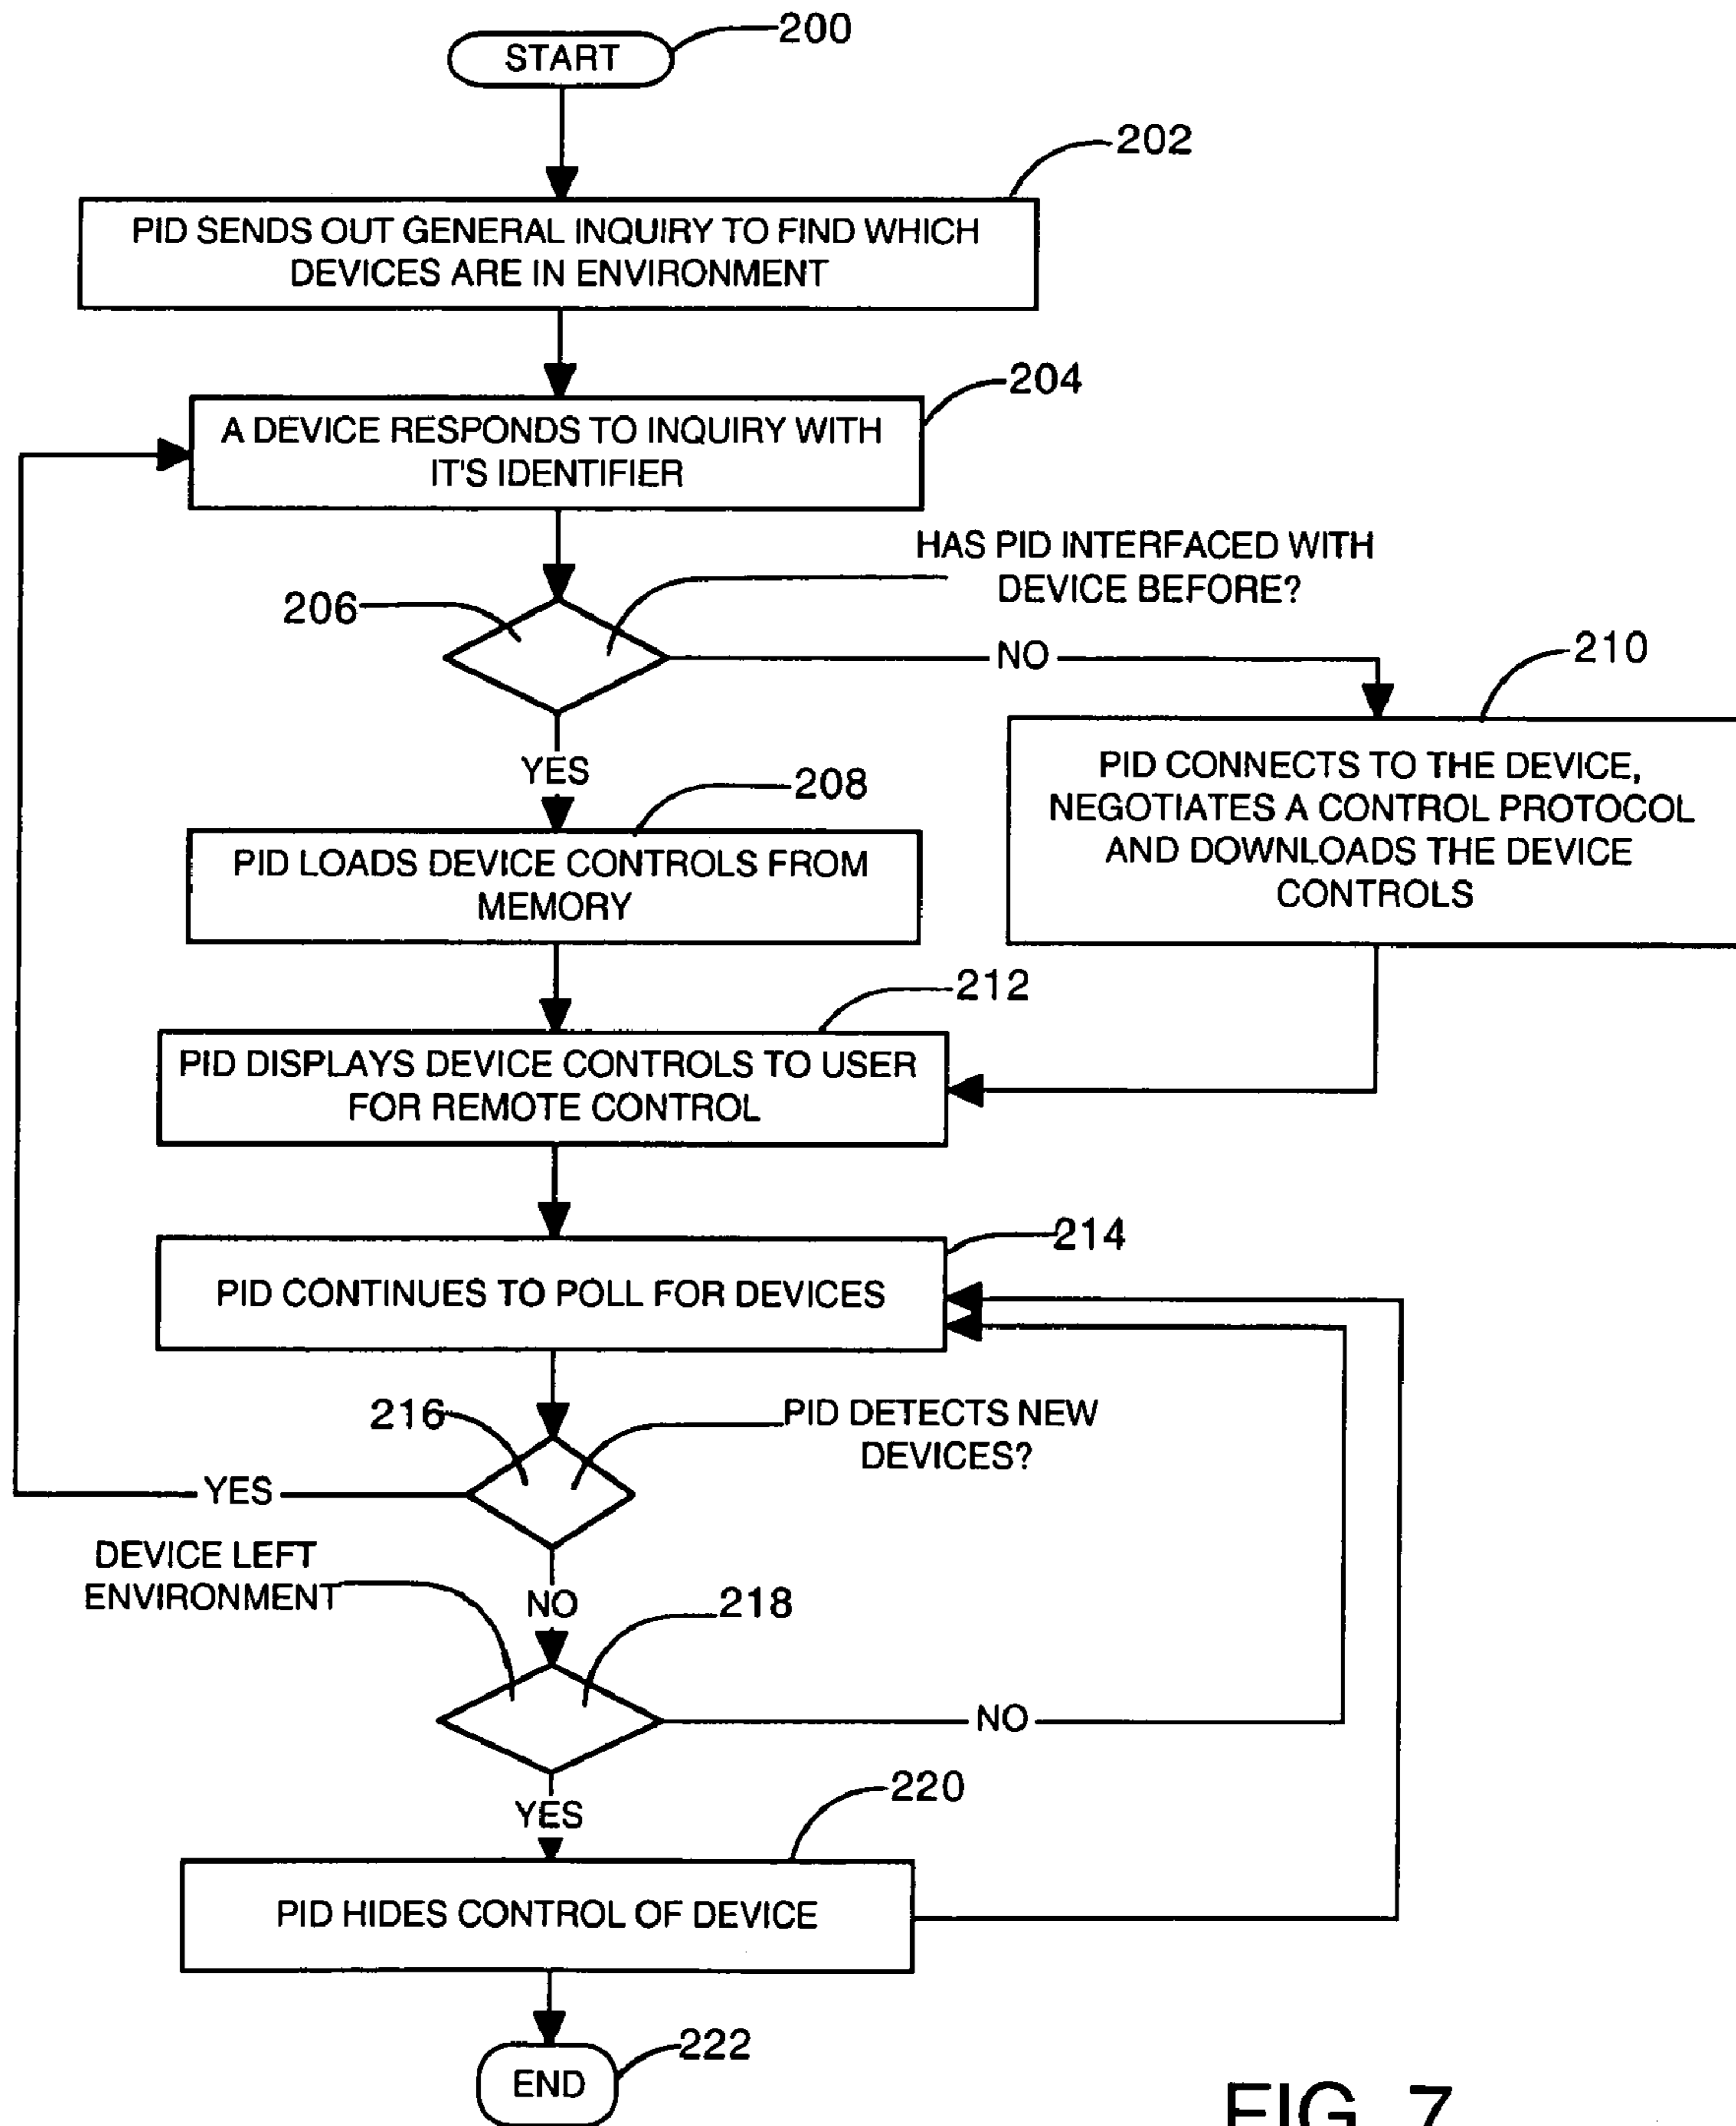 START
200
202
PID SENDS OUT GENERAL INQUIRY TO FIND WHICH
DEVICES ARE IN ENVIRONMENT
204
A DEVICE RESPONDS TO INQUIRY WITH
IT'S IDENTIFIER
HAS PID INTERFACED WITH
DEVICE BEFORE?
206
NO
210
YES
208
PID CONNECTS TO THE DEVICE,
NEGOTIATES A CONTROL PROTOCOL
AND DOWNLOADS THE DEVICE
CONTROLS
PID LOADS DEVICE CONTROLS FROM
MEMORY
212
PID DISPLAYS DEVICE CONTROLS TO USER
FOR REMOTE CONTROL
214
PID CONTINUES TO POLL FOR DEVICES
216
PID DETECTS NEW
DEVICES?
YES
DEVICE LEFT
ENVIRONMENT
NO
218
NO
YES
220
PID HIDES CONTROL OF DEVICE
222
END
FIG. 7